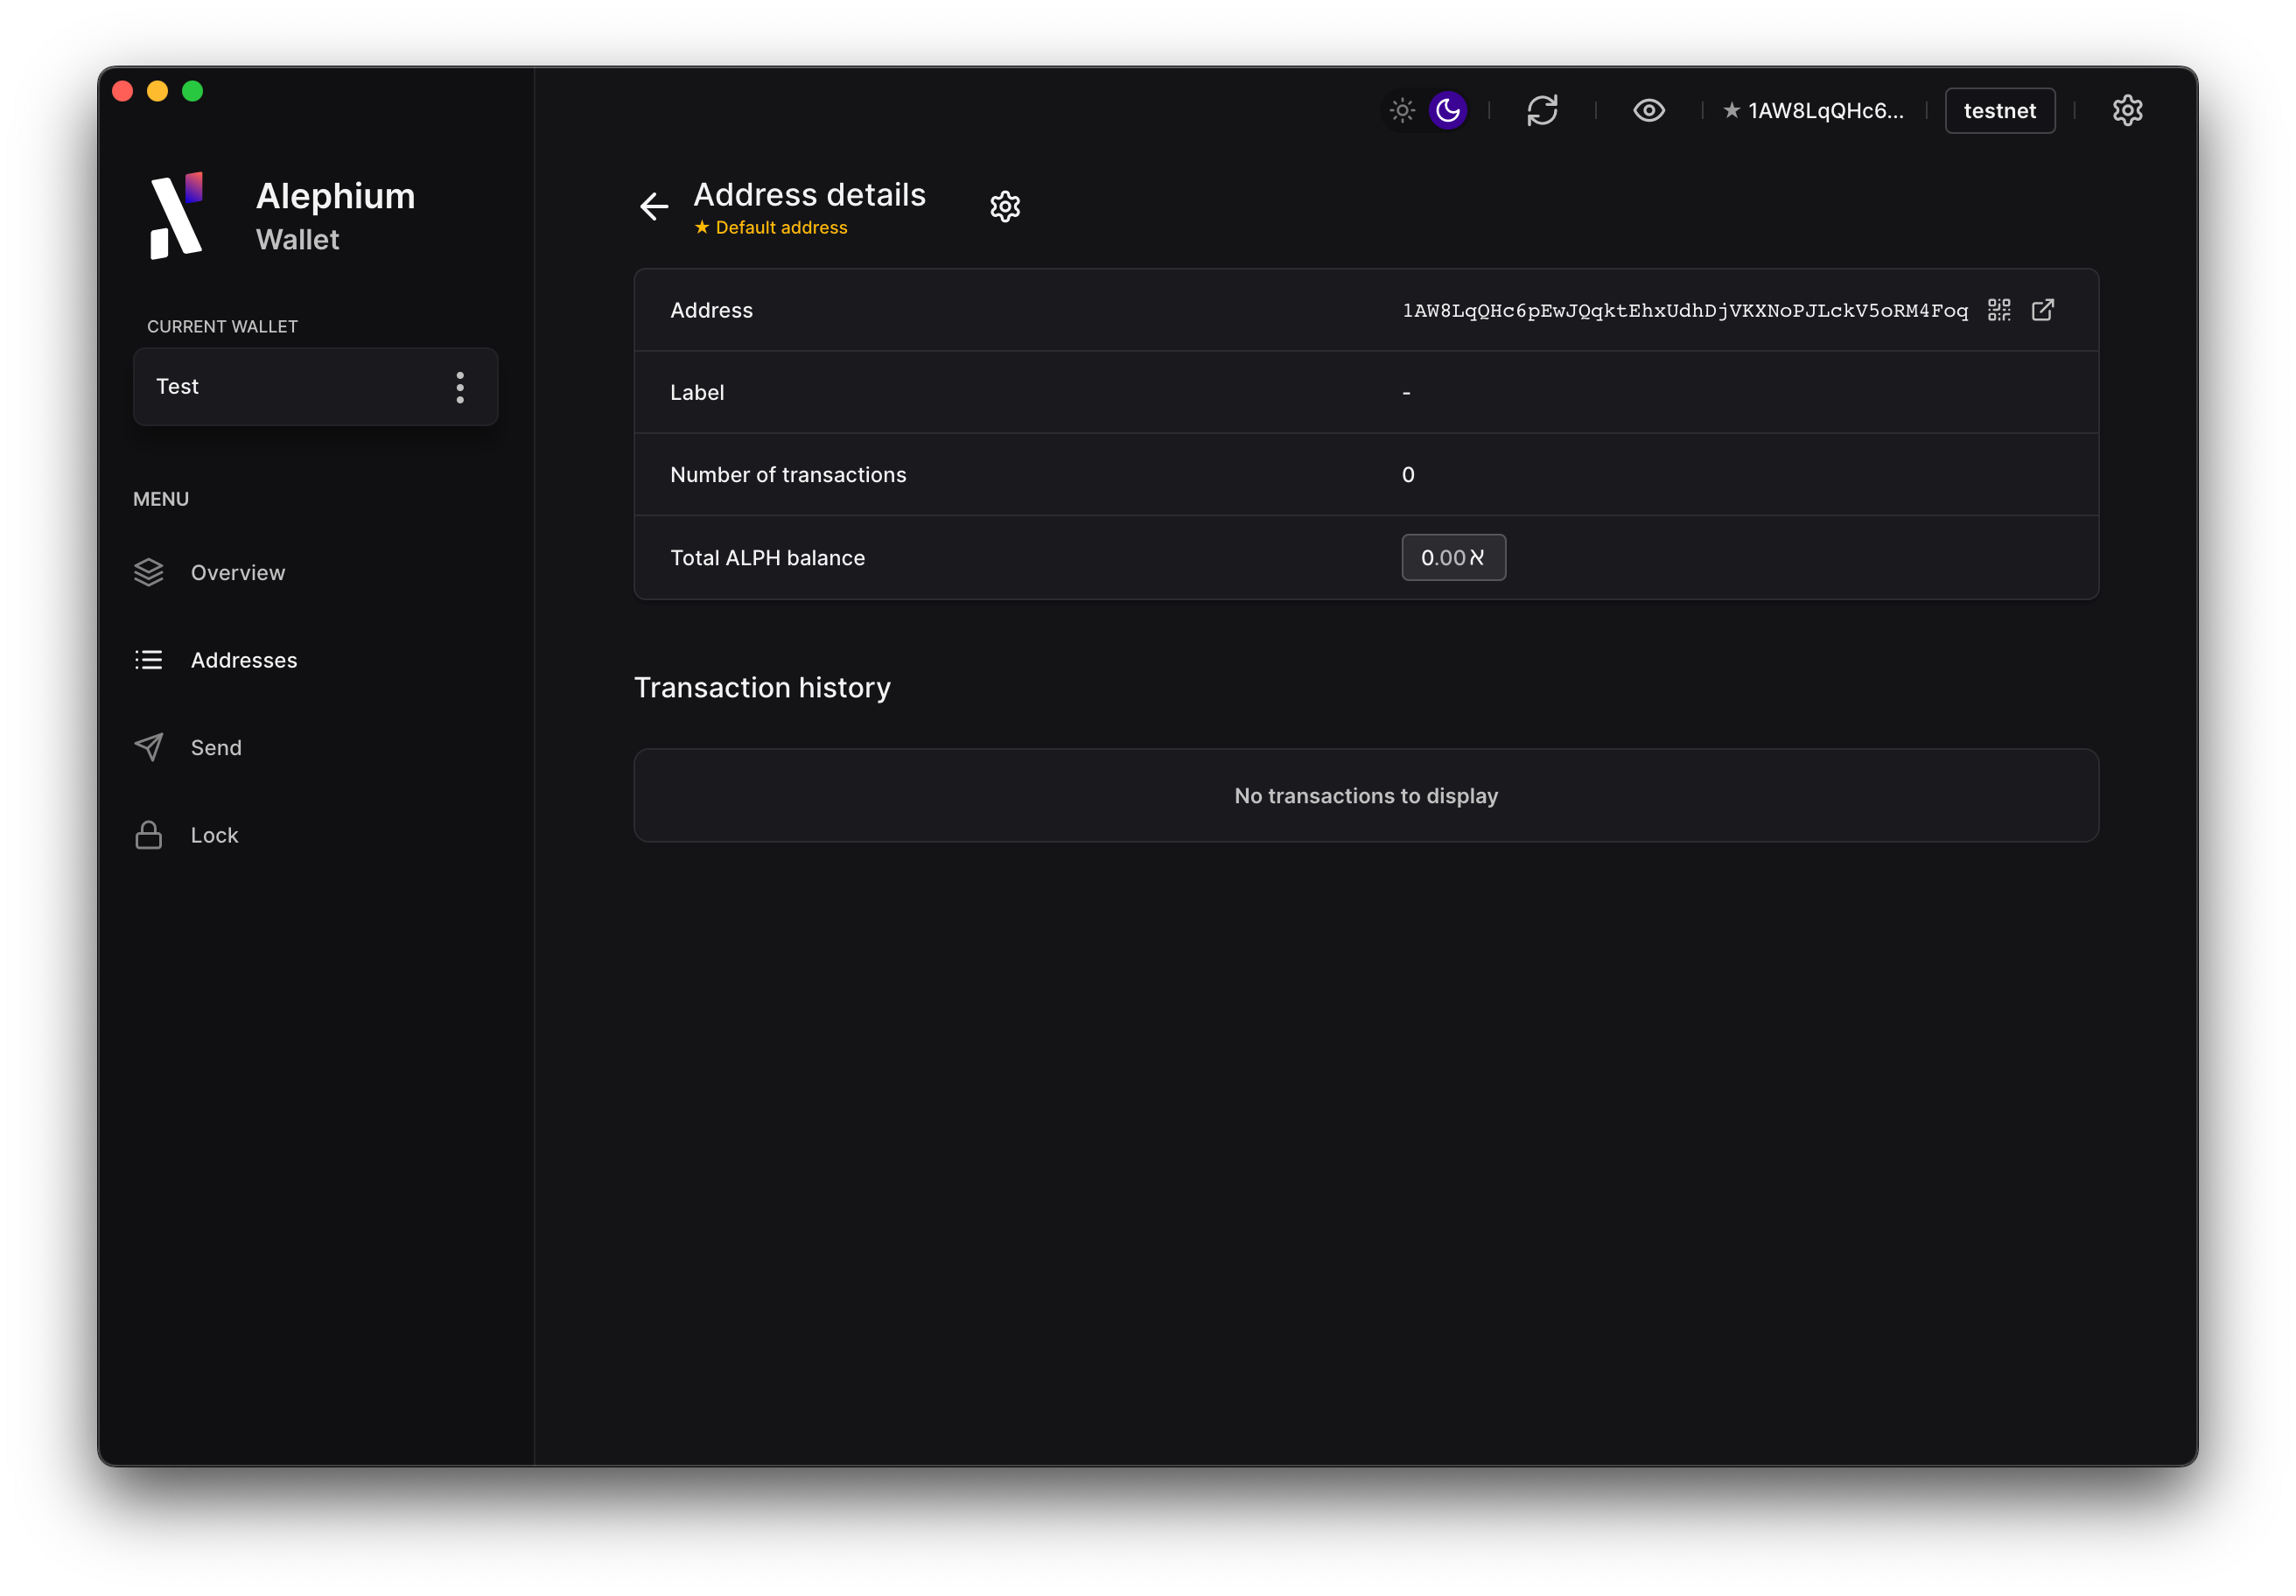 ★ 1AW8LqQHc6...
testnet
Alephium
Wallet
CURRENT WALLET
Test
MENU
Overview
Addresses
Send
Lock
Address details
★ Default address
Address 1AW8LqQHc6pEwJQqktEhxUdhDjVKXNoPJLckV5oRM4Foq
Label -
Number of transactions 0
Total ALPH balance 0.00 ℵ
Transaction history
No transactions to display